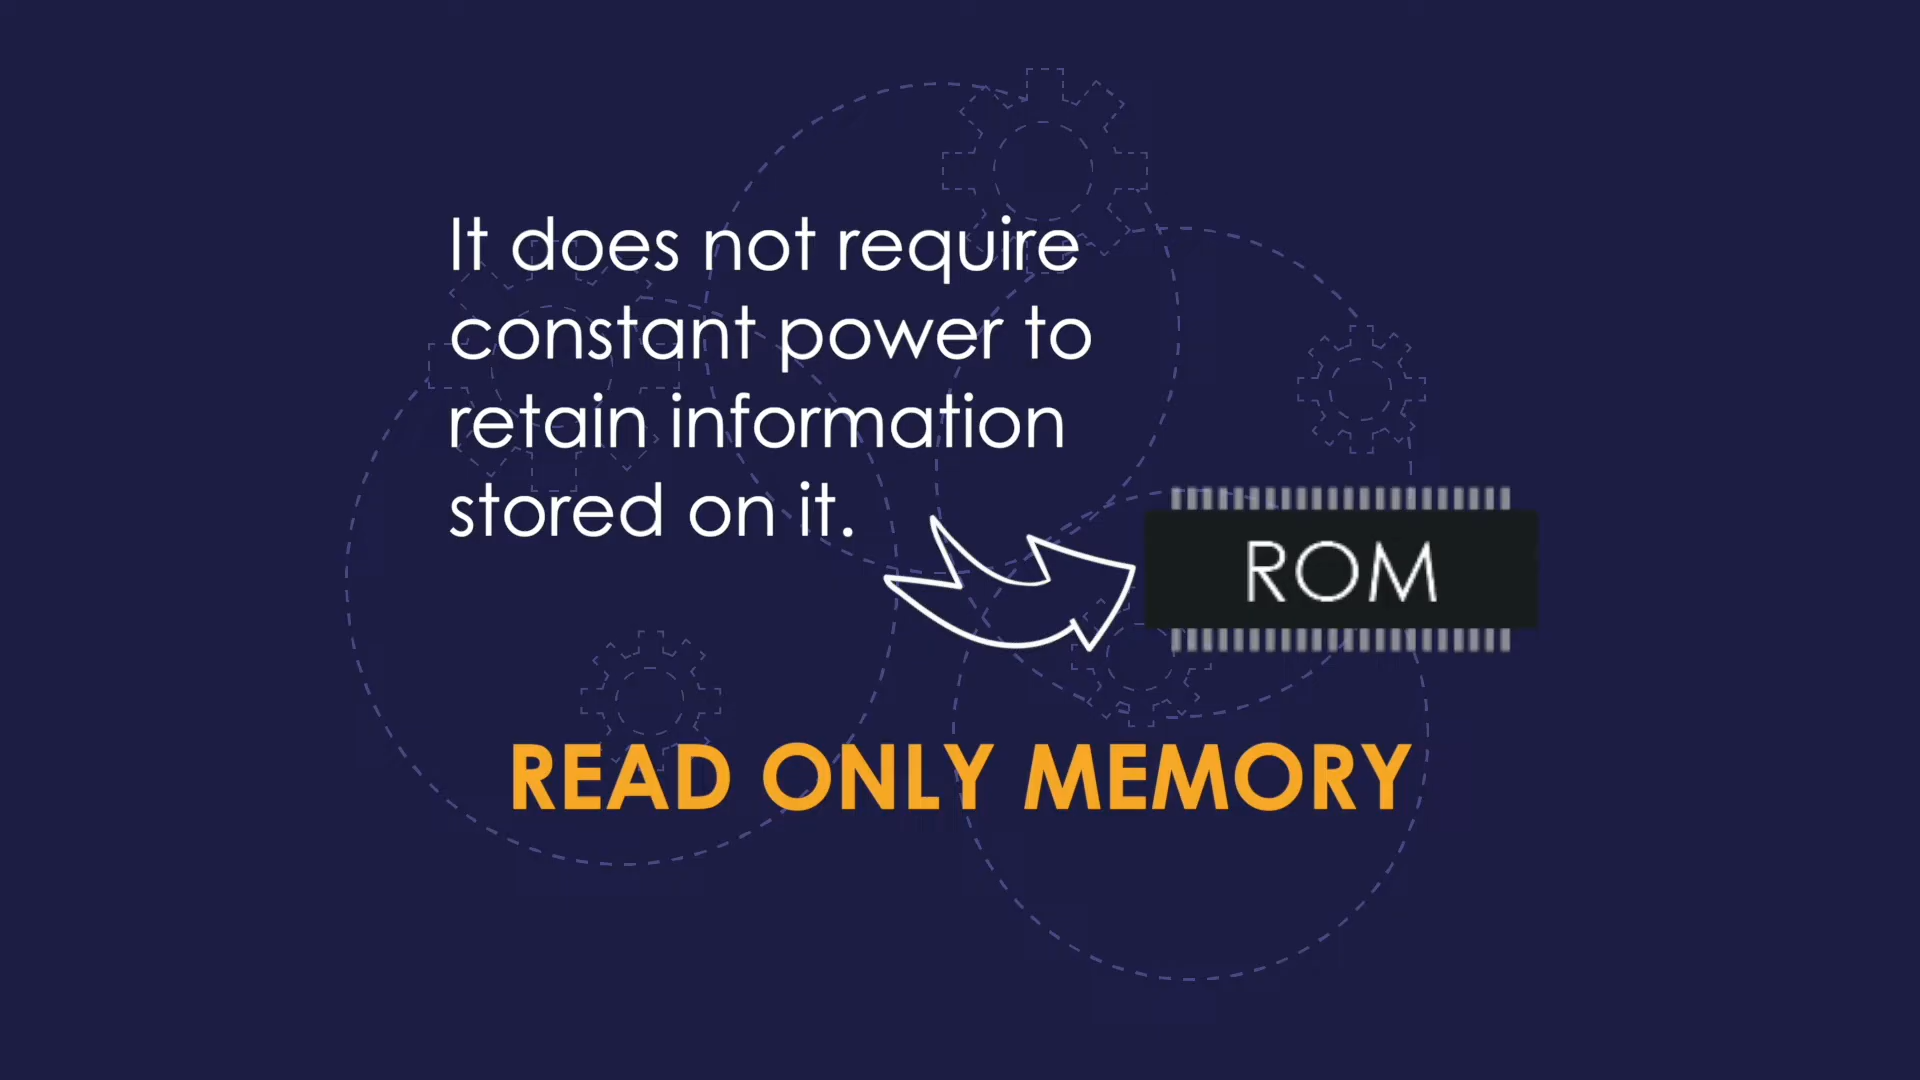 It does not require
constant power to
retain information
stored on it.
ROM
READ ONLY MEMORY